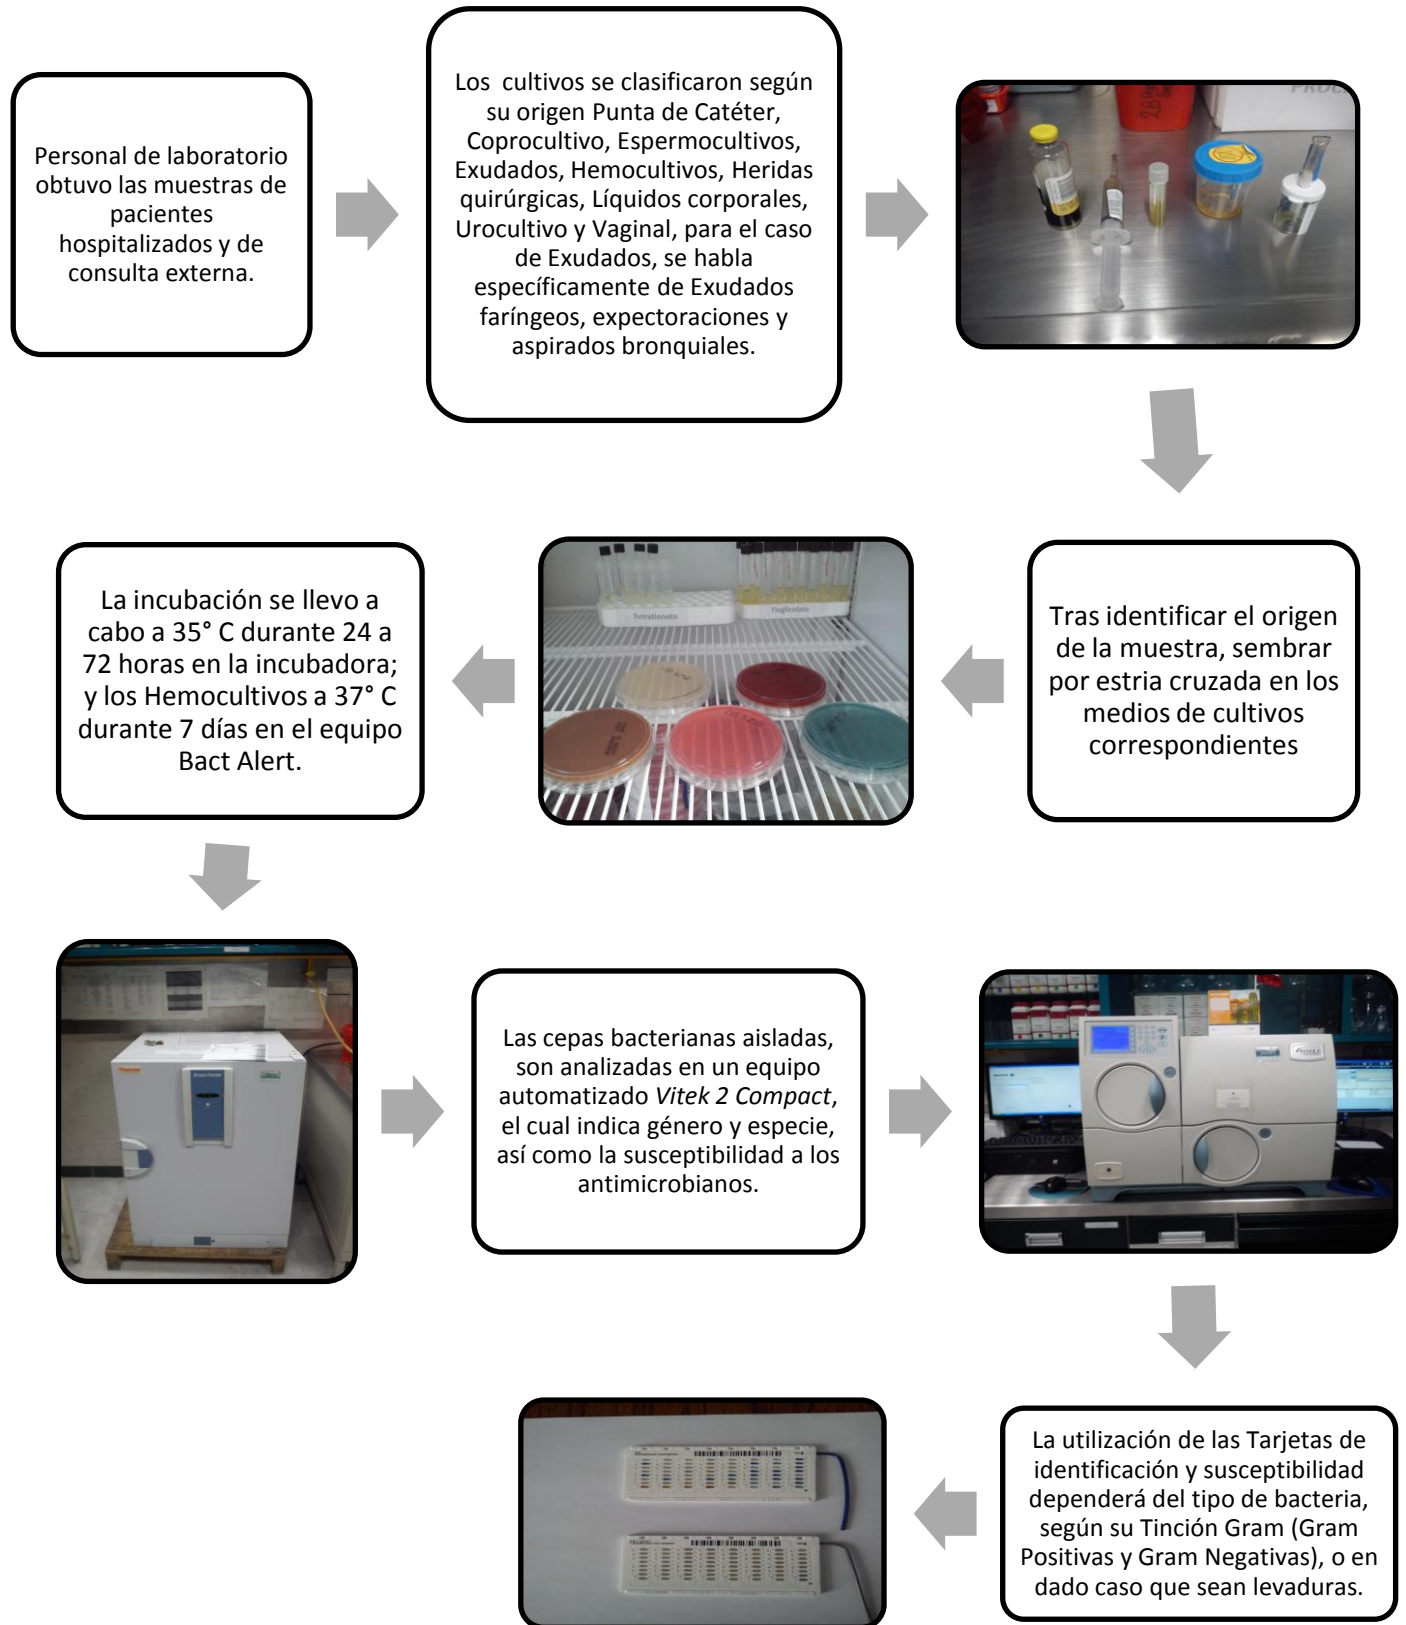 Personal de laboratorio
obtuvo las muestras de
pacientes
hospitalizados y de
consulta externa.
Los cultivos se clasificaron según
su origen Punta de Catéter,
Coprocultivo, Espermocultivos,
Exudados, Hemocultivos, Heridas
quirúrgicas, Líquidos corporales,
Urocultivo y Vaginal, para el caso
de Exudados, se habla
específicamente de Exudados
faríngeos, expectoraciones y
aspirados bronquiales.
Tras identificar el origen
de la muestra, sembrar
por estria cruzada en los
medios de cultivos
correspondientes
Tetrationato
Tioglicolato
La incubación se llevo a
cabo a 35° C durante 24 a
72 horas en la incubadora;
y los Hemocultivos a 37° C
durante 7 días en el equipo
Bact Alert.
Las cepas bacterianas aisladas,
son analizadas en un equipo
automatizado Vitek 2 Compact,
el cual indica género y especie,
así como la susceptibilidad a los
antimicrobianos.
La utilización de las Tarjetas de
identificación y susceptibilidad
dependerá del tipo de bacteria,
según su Tinción Gram (Gram
Positivas y Gram Negativas), o en
dado caso que sean levaduras.